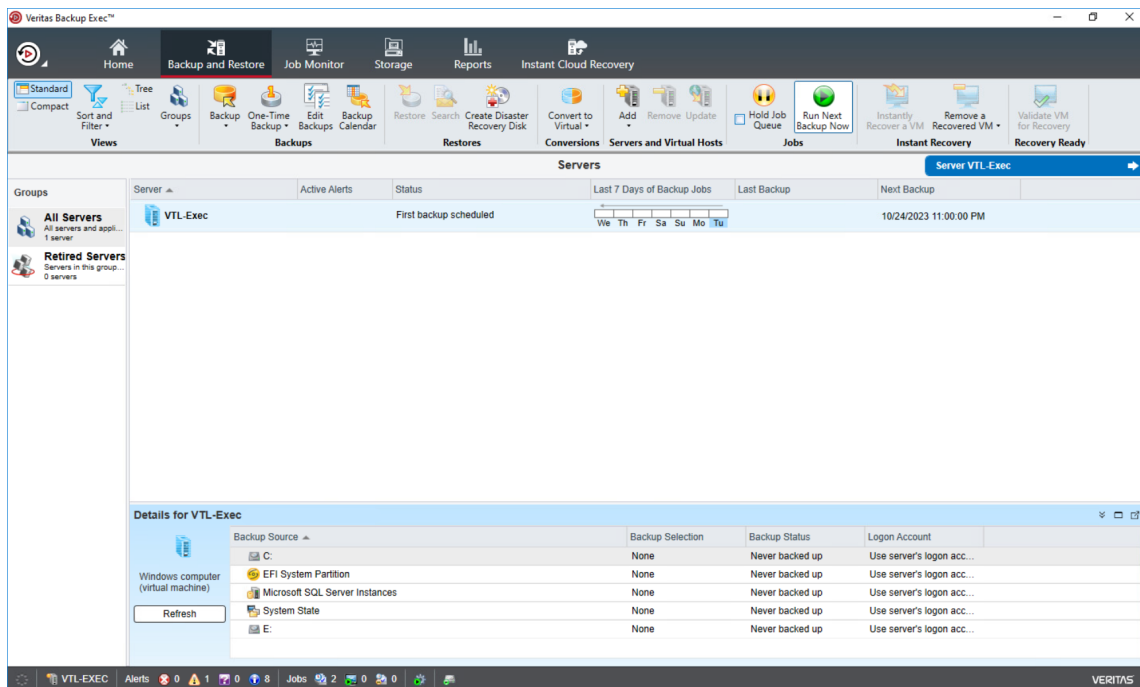 Veritas Backup Exec™
Home
Backup and Restore
Job Monitor
Storage
Reports
Instant Cloud Recovery
Standard
Compact
Sort and
Filter
Tree
List
Views
Groups
Backup
One-Time
Backup
Edit
Backups
Backup
Calendar
Backups
Restore
Search
Create Disaster
Recovery Disk
Restores
Convert to
Virtual
Conversions
Add
Remove
Update
Servers and Virtual Hosts
Hold Job
Queue
Run Next
Backup Now
Jobs
Instantly
Recover a VM
Remove a
Recovered VM
Instant Recovery
Validate VM
for Recovery
Recovery Ready
Servers
Server VTL-Exec
Groups
All Servers
All servers and appli...
1 server
Retired Servers
Servers in this group...
0 servers
Server Active Alerts Status Last 7 Days of Backup Jobs Last Backup Next Backup
VTL-Exec First backup scheduled 10/24/2023 11:00:00 PM
We Th Fr Sa Su Mo Tu
Details for VTL-Exec
Windows computer
(virtual machine)
Refresh
Backup Source Backup Selection Backup Status Logon Account
C: None Never backed up Use server's logon acc...
EFI System Partition None Never backed up Use server's logon acc...
Microsoft SQL Server Instances None Never backed up Use server's logon acc...
System State None Never backed up Use server's logon acc...
E: None Never backed up Use server's logon acc...
VTL-EXEC Alerts 0 1 0 8 Jobs 2 0 0 VERITAS